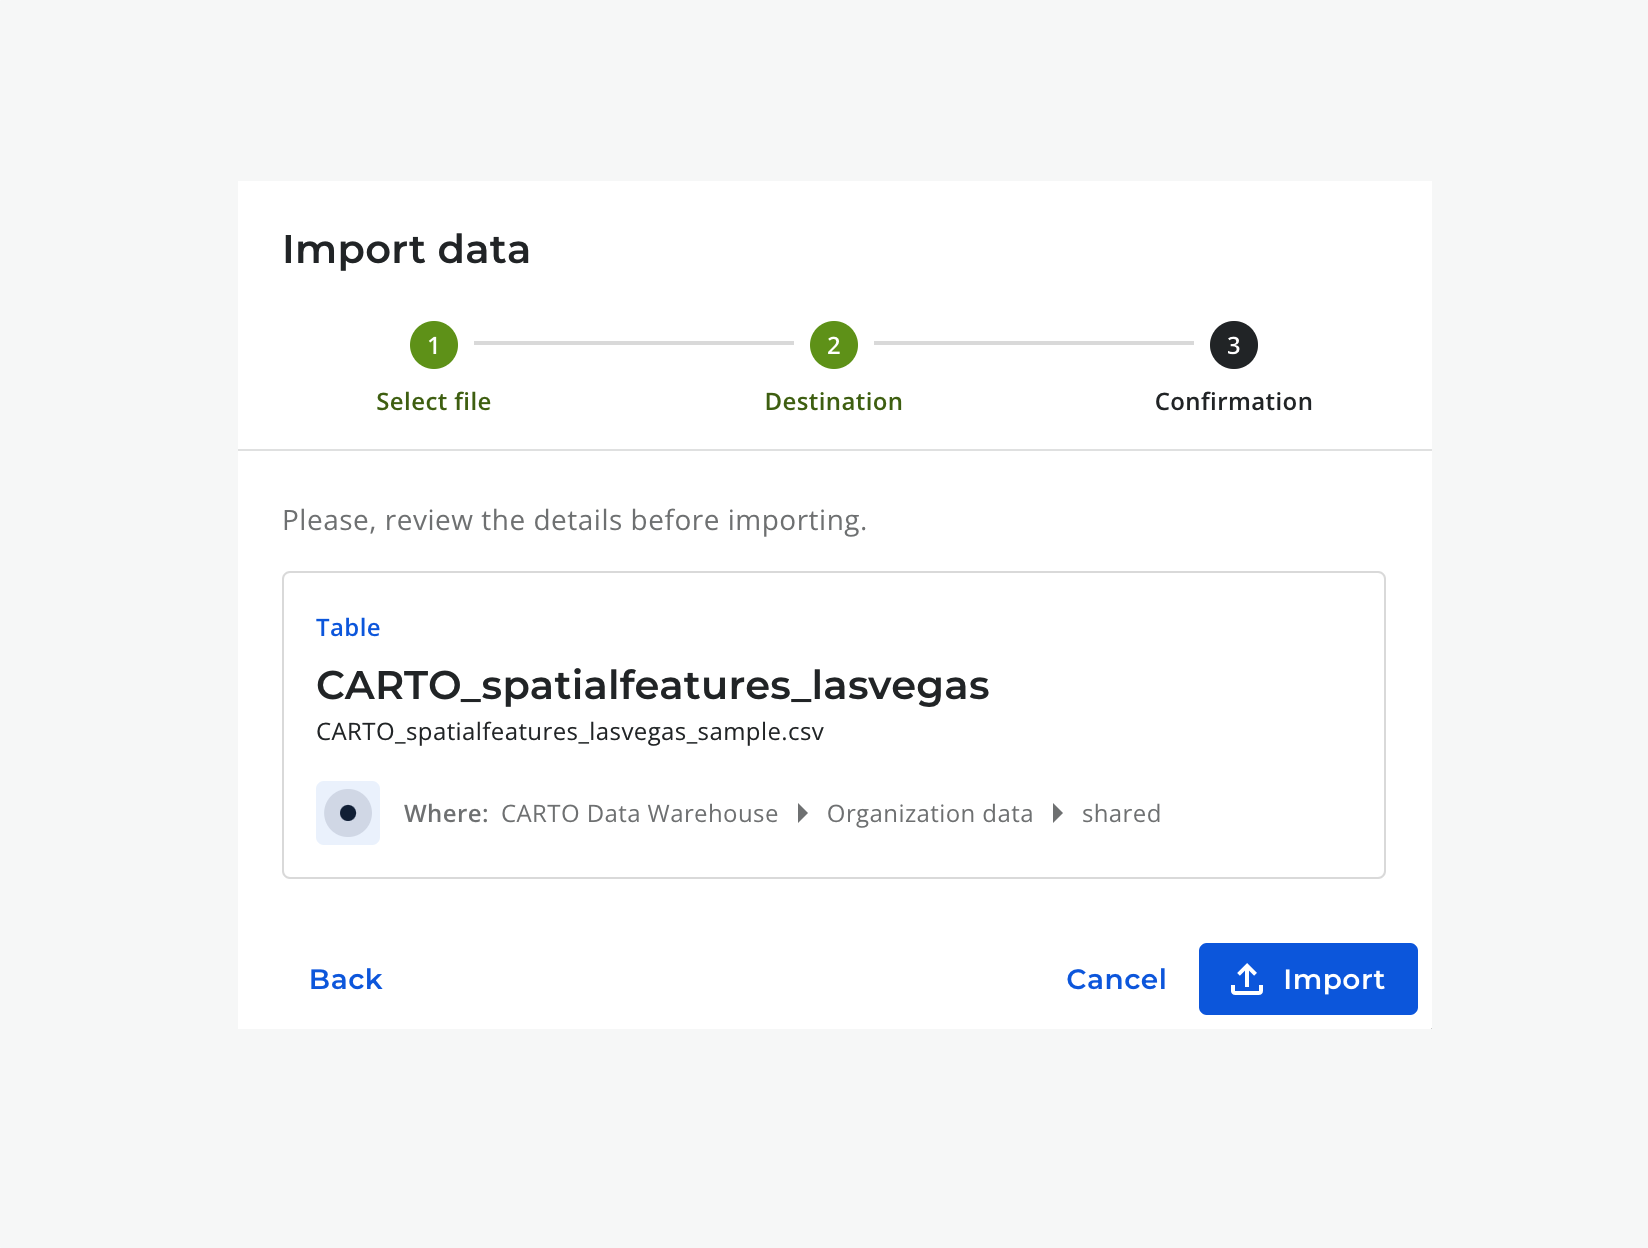 Import data
1 2 3
Select file Destination Confirmation
Please, review the details before importing.
Table
CARTO_spatialfeatures_lasvegas
CARTO_spatialfeatures_lasvegas_sample.csv
Where: CARTO Data Warehouse Organization data shared
Back Cancel Import